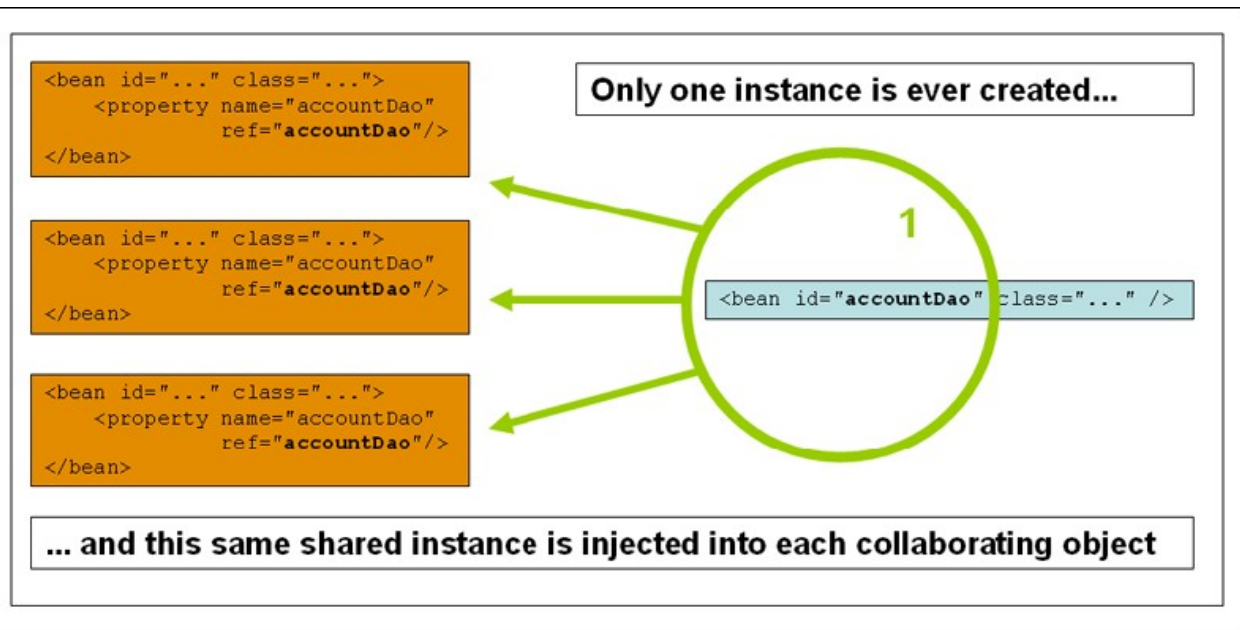 <bean id="..." class="...">
    <property name="accountDao"
              ref="accountDao"/>
</bean>
Only one instance is ever created...
1
<bean id="..." class="...">
    <property name="accountDao"
              ref="accountDao"/>
</bean>
<bean id="accountDao" class="..." />
<bean id="..." class="...">
    <property name="accountDao"
              ref="accountDao"/>
</bean>
... and this same shared instance is injected into each collaborating object